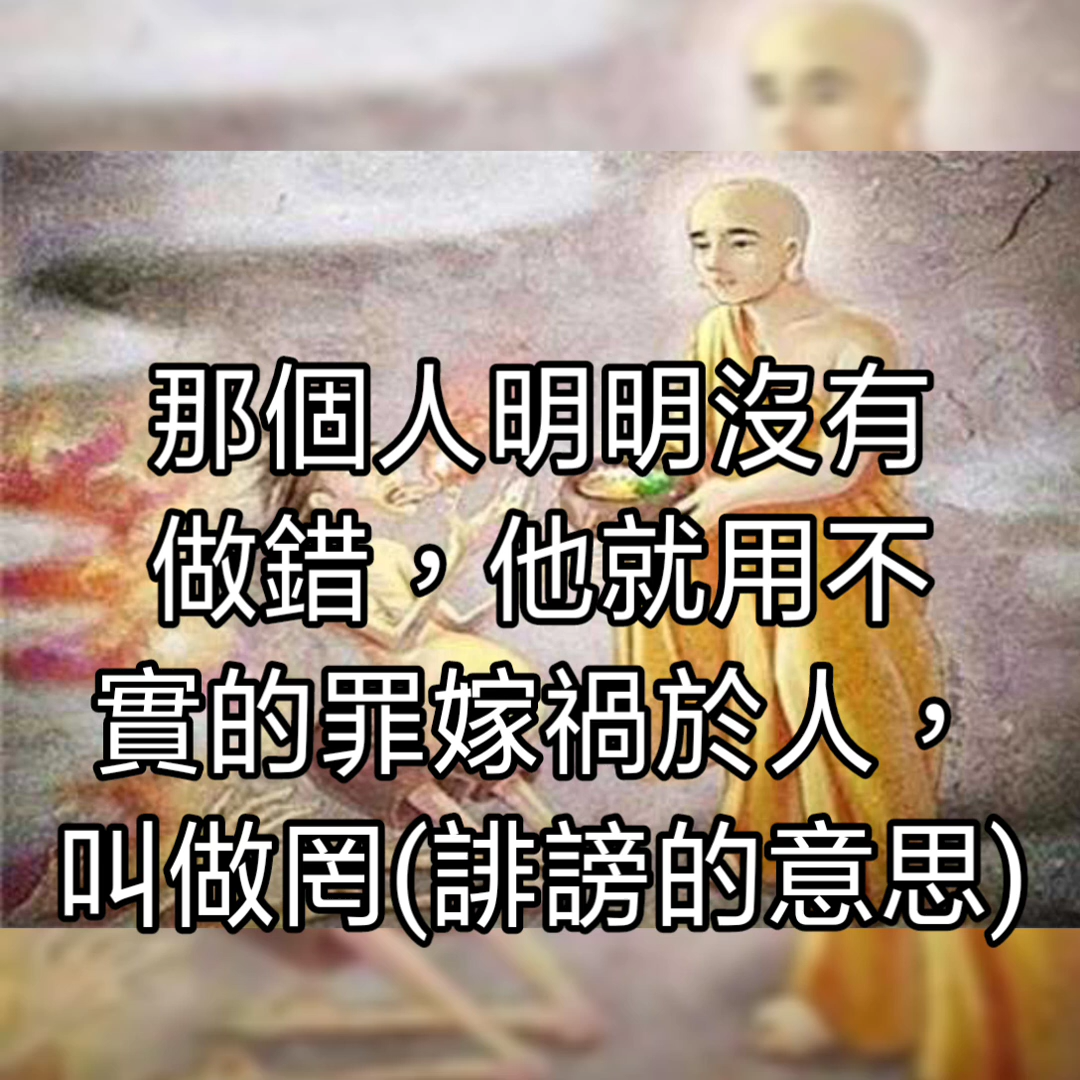 那個人明明沒有
做錯，他就用不
實的罪嫁禍於人，
叫做罔(誹謗的意思)